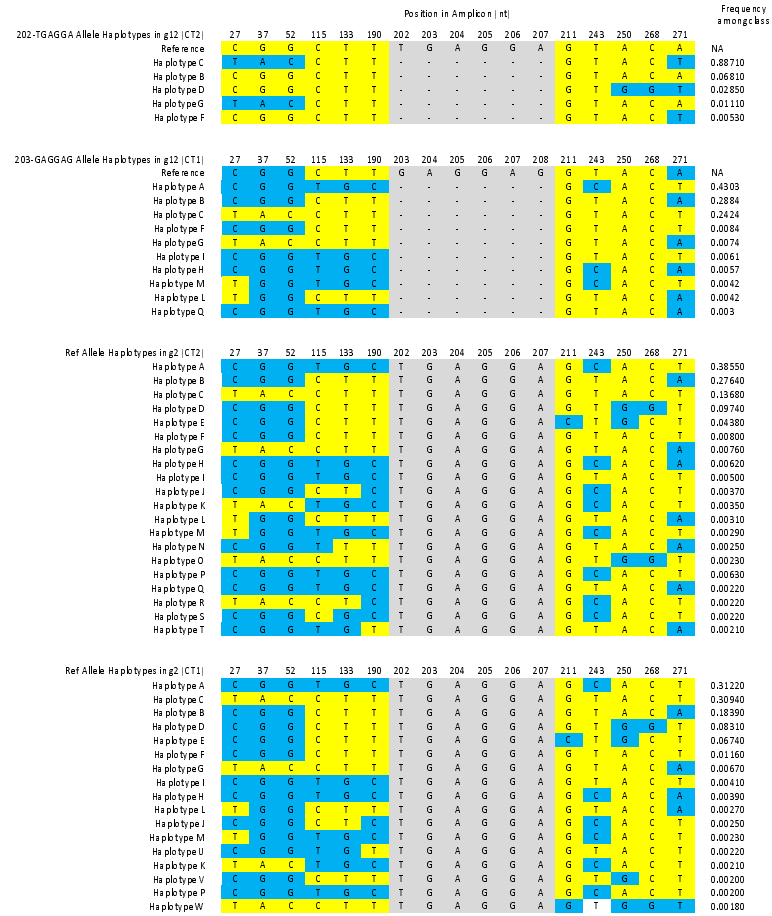 Position in Amplicon (nt) Frequency
among class
202-TGAGGA Allele Haplotypes in g12 (CT2) 27 37 52 115 133 190 202 203 204 205 206 207 211 243 250 268 271
Reference C G G C T T T G A G G A G T A C A NA
Haplotype C T A C C T T - - - - - - G T A C T 0.88710
Haplotype B C G G C T T - - - - - - G T A C A 0.06810
Haplotype D C G G C T T - - - - - - G T G G T 0.02850
Haplotype G T A C C T T - - - - - - G T A C A 0.01110
Haplotype F C G G C T T - - - - - - G T A C T 0.00530
203-GAGGAG Allele Haplotypes in g12 (CT1) 27 37 52 115 133 190 203 204 205 206 207 208 211 243 250 268 271
Reference C G G C T T G A G G A G G T A C A NA
Haplotype A C G G T G C - - - - - - G C A C T 0.4303
Haplotype B C G G C T T - - - - - - G T A C A 0.2884
Haplotype C T A C C T T - - - - - - G T A C T 0.2424
Haplotype F C G G C T T - - - - - - G T A C T 0.0084
Haplotype G T A C C T T - - - - - - G T A C A 0.0074
Haplotype I C G G T G C - - - - - - G T A C T 0.0061
Haplotype H C G G T G C - - - - - - G C A C A 0.0057
Haplotype M T G G T G C - - - - - - G C A C T 0.0042
Haplotype L T G G C T T - - - - - - G T A C A 0.0042
Haplotype Q C G G T G C - - - - - - G T A C A 0.003
Ref Allele Haplotypes in g2 (CT2) 27 37 52 115 133 190 202 203 204 205 206 207 211 243 250 268 271
Haplotype A C G G T G C T G A G G A G C A C T 0.38550
Haplotype B C G G C T T T G A G G A G T A C A 0.27640
Haplotype C T A C C T T T G A G G A G T A C T 0.13680
Haplotype D C G G C T T T G A G G A G T G G T 0.09740
Haplotype E C G G C T T T G A G G A C T G C T 0.04380
Haplotype F C G G C T T T G A G G A G T A C T 0.00800
Haplotype G T A C C T T T G A G G A G T A C A 0.00760
Haplotype H C G G T G C T G A G G A G C A C A 0.00620
Haplotype I C G G T G C T G A G G A G T A C T 0.00500
Haplotype J C G G C T C T G A G G A G C A C T 0.00370
Haplotype K T A C T G C T G A G G A G C A C T 0.00350
Haplotype L T G G C T T T G A G G A G T A C A 0.00310
Haplotype M T G G T G C T G A G G A G C A C T 0.00290
Haplotype N C G G T T T T G A G G A G T A C A 0.00250
Haplotype O T A C C T T T G A G G A G T G G T 0.00230
Haplotype P C G G T G C T G A G G A G C A C T 0.00630
Haplotype Q C G G T G C T G A G G A G T A C A 0.00220
Haplotype R T A C C T C T G A G G A G C A C T 0.00220
Haplotype S C G G C G C T G A G G A G C A C T 0.00220
Haplotype T C G G T G T T G A G G A G T A C A 0.00210
Ref Allele Haplotypes in g2 (CT1) 27 37 52 115 133 190 202 203 204 205 206 207 211 243 250 268 271
Haplotype A C G G T G C T G A G G A G C A C T 0.31220
Haplotype C T A C C T T T G A G G A G T A C T 0.30940
Haplotype B C G G C T T T G A G G A G T A C A 0.18390
Haplotype D C G G C T T T G A G G A G T G G T 0.08310
Haplotype E C G G C T T T G A G G A C T G C T 0.06740
Haplotype F C G G C T T T G A G G A G T A C T 0.01160
Haplotype G T A C C T T T G A G G A G T A C A 0.00670
Haplotype I C G G T G C T G A G G A G T A C T 0.00410
Haplotype H C G G T G C T G A G G A G C A C A 0.00390
Haplotype L T G G C T T T G A G G A G T A C A 0.00270
Haplotype J C G G C T C T G A G G A G C A C T 0.00250
Haplotype M T G G T G C T G A G G A G C A C T 0.00230
Haplotype U C G G T G T T G A G G A G T A C T 0.00220
Haplotype K T A C T G C T G A G G A G C A C T 0.00210
Haplotype V C G G C T T T G A G G A G T G C T 0.00200
Haplotype P C G G T G C T G A G G A G C A C T 0.00200
Haplotype W T A C C T T T G A G G A G T G G T 0.00180